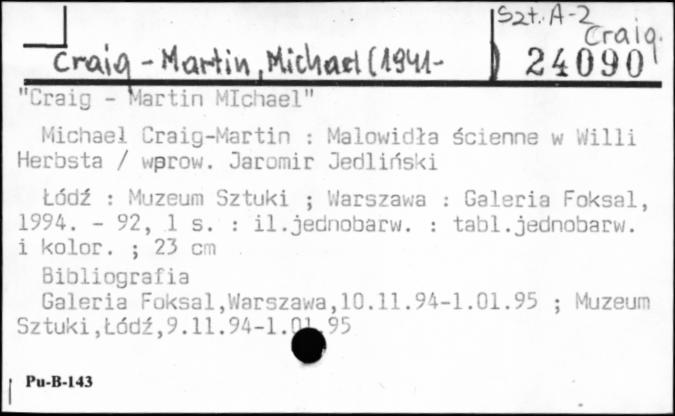 Szt. A-2
Craig.
Craig - Martin, Michael (1941- ) 24090
"Craig - Martin MIchael"
Michael Craig-Martin : Malowidła ścienne w Willi
Herbsta / wprow. Jaromir Jedliński
Łódź : Muzeum Sztuki ; Warszawa : Galeria Foksal,
1994. - 92, 1 s. : il.jednobarw. : tabl.jednobarw.
i kolor. ; 23 cm
Bibliografia
Galeria Foksal,Warszawa,10.11.94-1.01.95 ; Muzeum
Sztuki,Łódź,9.11.94-1.01.95
Pu-B-143